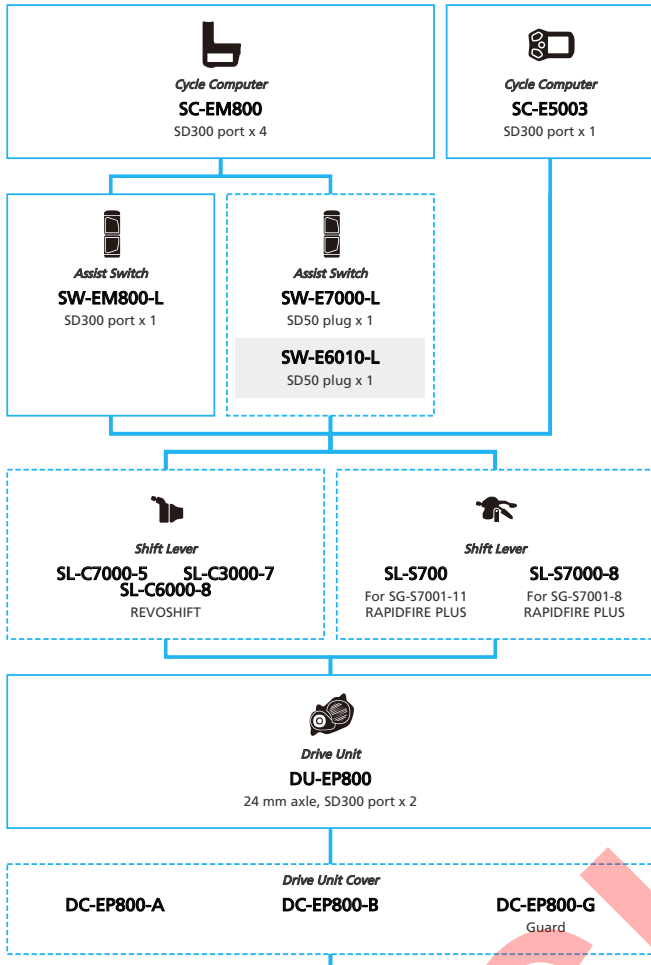 Cycle Computer
SC-EM800
SD300 port x 4
Cycle Computer
SC-E5003
SD300 port x 1
Assist Switch
SW-EM800-L
SD300 port x 1
Assist Switch
SW-E7000-L
SD50 plug x 1
SW-E6010-L
SD50 plug x 1
Shift Lever
SL-C7000-5 SL-C3000-7
SL-C6000-8
REVOSHIFT
Shift Lever
SL-S700
For SG-S7001-11
RAPIDFIRE PLUS
SL-S7000-8
For SG-S7001-8
RAPIDFIRE PLUS
Drive Unit
DU-EP800
24 mm axle, SD300 port x 2
Drive Unit Cover
DC-EP800-A
DC-EP800-B
DC-EP800-G
Guard